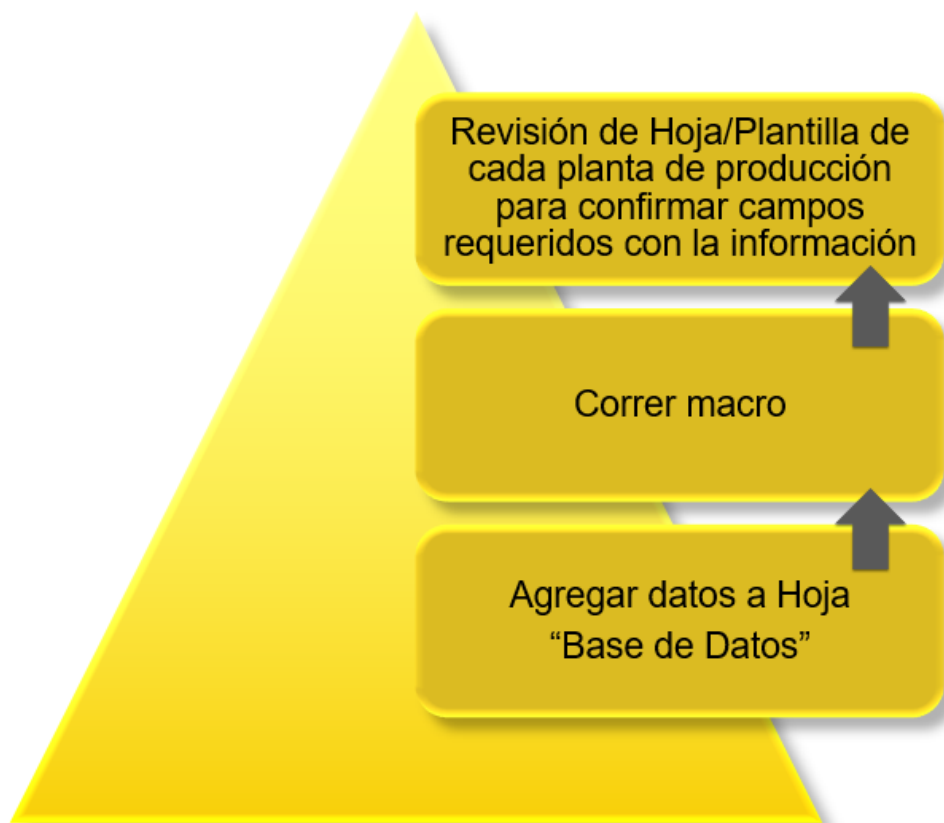 Revisión de Hoja/Plantilla de
cada planta de producción
para confirmar campos
requeridos con la información
Correr macro
Agregar datos a Hoja
“Base de Datos”